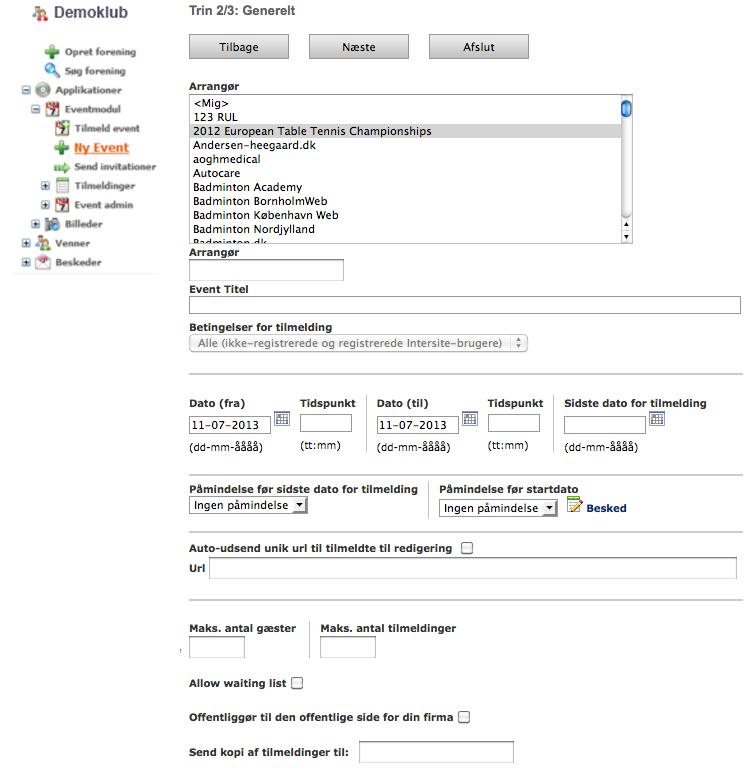 Demoklub
Opret forening
Søg forening
Applikationer
Eventmodul
Tilmeld event
Ny Event
Send invitationer
Tilmeldinger
Event admin
Billeder
Venner
Beskeder
Trin 2/3: Generelt
Tilbage Næste Afslut
Arrangør
<Mig>
123 RUL
2012 European Table Tennis Championships
Andersen-heegaard.dk
aoghmedical
Autocare
Badminton Academy
Badminton BornholmWeb
Badminton København Web
Badminton Nordjylland
Badminton.dk
Arrangør
Event Titel
Betingelser for tilmelding
Alle (ikke-registrerede og registrerede Intersite-brugere)
Dato (fra) Tidspunkt Dato (til) Tidspunkt Sidste dato for tilmelding
11-07-2013 11-07-2013
(dd-mm-åååå) (tt:mm) (dd-mm-åååå) (tt:mm) (dd-mm-åååå)
Påmindelse før sidste dato for tilmelding Påmindelse før startdato
Ingen påmindelse Ingen påmindelse Besked
Auto-udsend unik url til tilmeldte til redigering
Url
Maks. antal gæster Maks. antal tilmeldinger
Allow waiting list
Offentliggør til den offentlige side for din firma
Send kopi af tilmeldinger til: